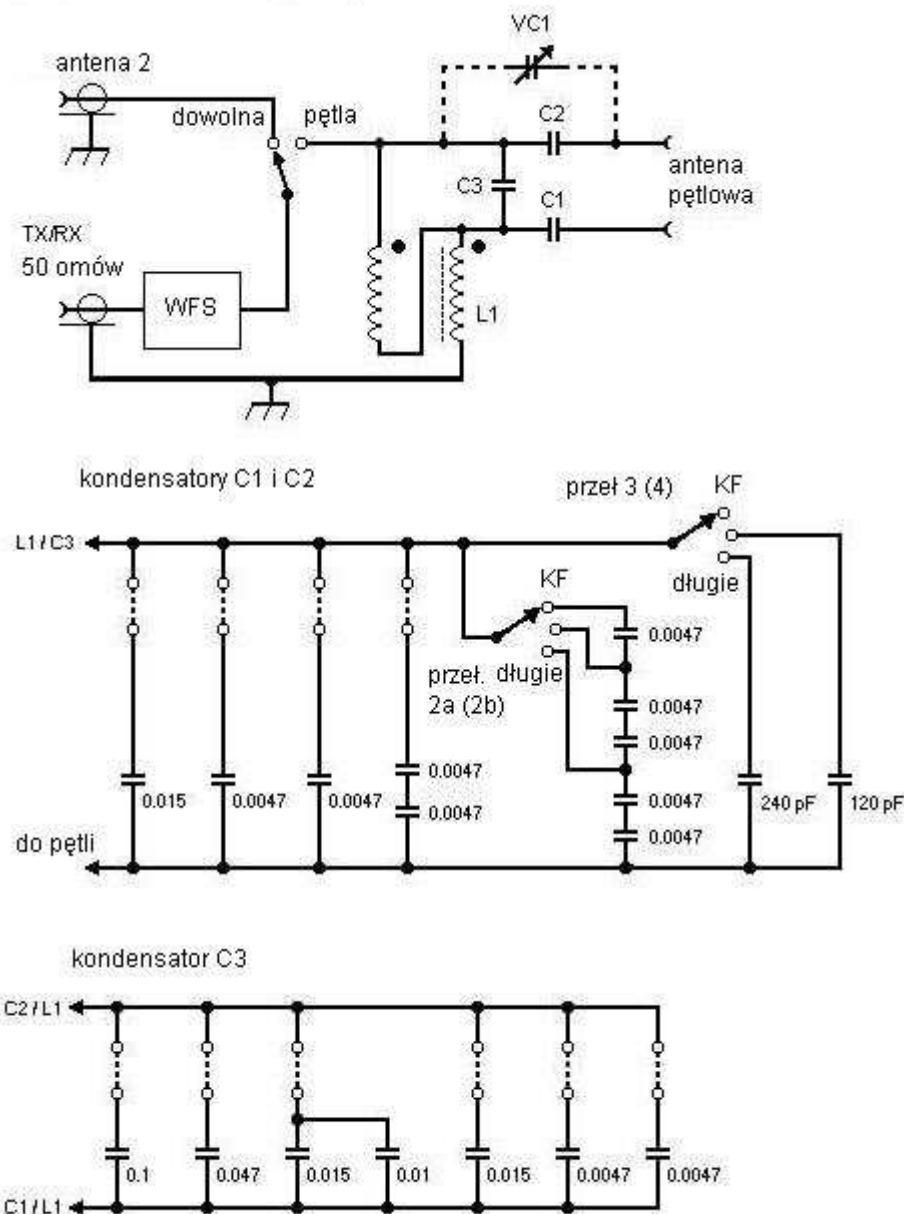 VC1
antena 2
dowolna
pętla
C2
C3
C1
antena
pętlowa
TX/RX
50 omów
WFS
L1
kondensatory C1 i C2
przeł 3 (4)
KF
L1 / C3
KF
długie
0.0047
przeł. długie
2a (2b)
0.0047
0.0047
0.0047
0.015
0.0047
0.0047
0.0047
0.0047
0.0047
240 pF
120 pF
do pętli
kondensator C3
C2 / L1
0.1
0.047
0.015
0.01
0.015
0.0047
0.0047
C1 / L1